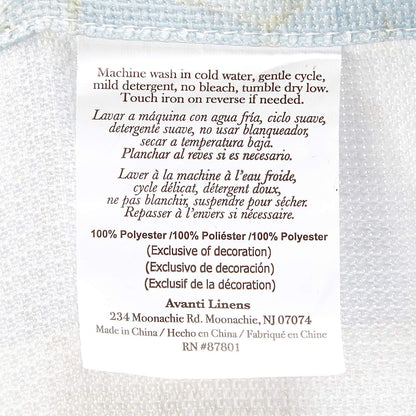 Machine wash in cold water, gentle cycle,
mild detergent, no bleach, tumble dry low.
Touch iron on reverse if needed.
Lavar a máquina con agua fría, ciclo suave,
detergente suave, no usar blanqueador,
secar a temperatura baja.
Planchar al reves si es necesario.
Laver à la machine à l'eau froide,
cycle délicat, détergent doux,
ne pas blanchir, suspendre pour sécher.
Repasser à l'envers si nécessaire.
100% Polyester /100% Poliéster /100% Polyester
(Exclusive of decoration)
(Exclusivo de decoración)
(Exclusif de la décoration)
Avanti Linens
234 Moonachie Rd. Moonachie, NJ 07074
Made in China / Hecho en China / Fabriqué en Chine
RN #87801